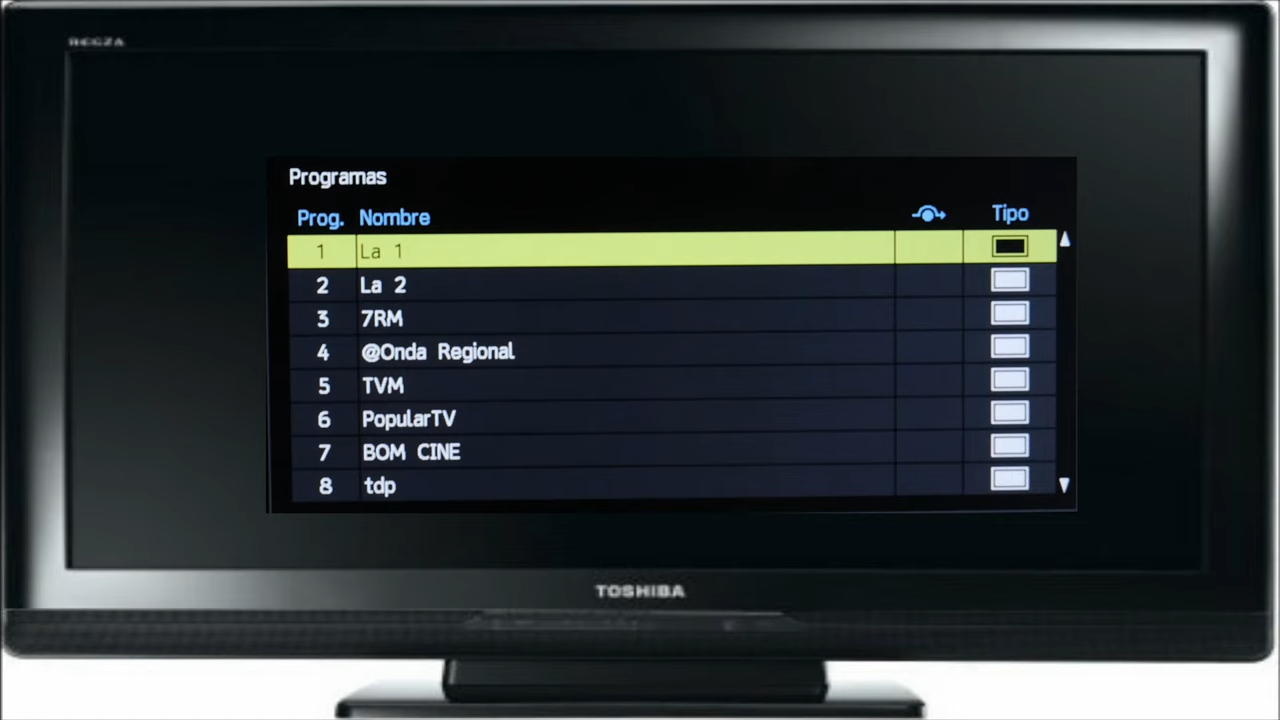 REGZA
Programas
Prog. Nombre Tipo
1 La 1
2 La 2
3 7RM
4 @Onda Regional
5 TVM
6 PopularTV
7 BOM CINE
8 tdp
TOSHIBA